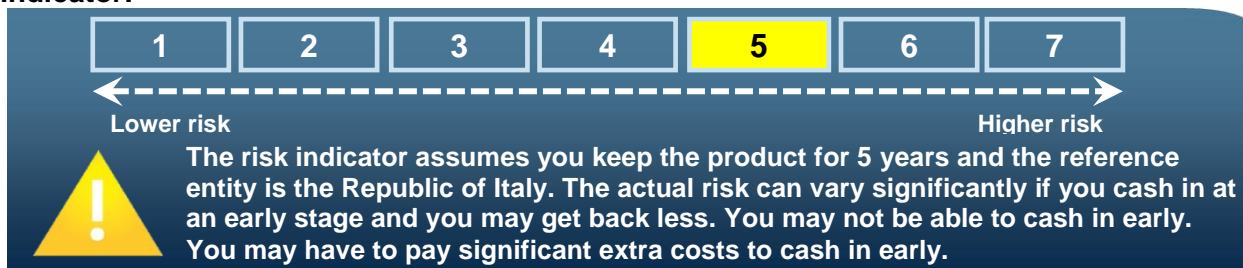 Indicator:
1 2 3 4 5 6 7
Lower risk Higher risk
The risk indicator assumes you keep the product for 5 years and the reference
entity is the Republic of Italy. The actual risk can vary significantly if you cash in at
an early stage and you may get back less. You may not be able to cash in early.
You may have to pay significant extra costs to cash in early.